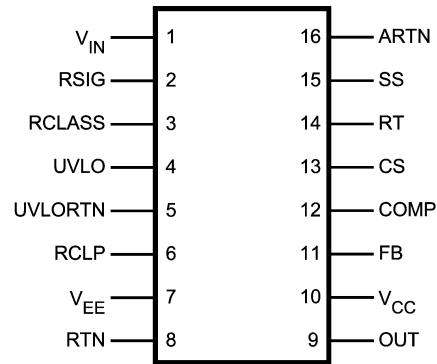 V_IN 1 16 ARTN
RSIG 2 15 SS
RCLASS 3 14 RT
UVLO 4 13 CS
UVLORTN 5 12 COMP
RCLP 6 11 FB
V_EE 7 10 V_CC
RTN 8 9 OUT